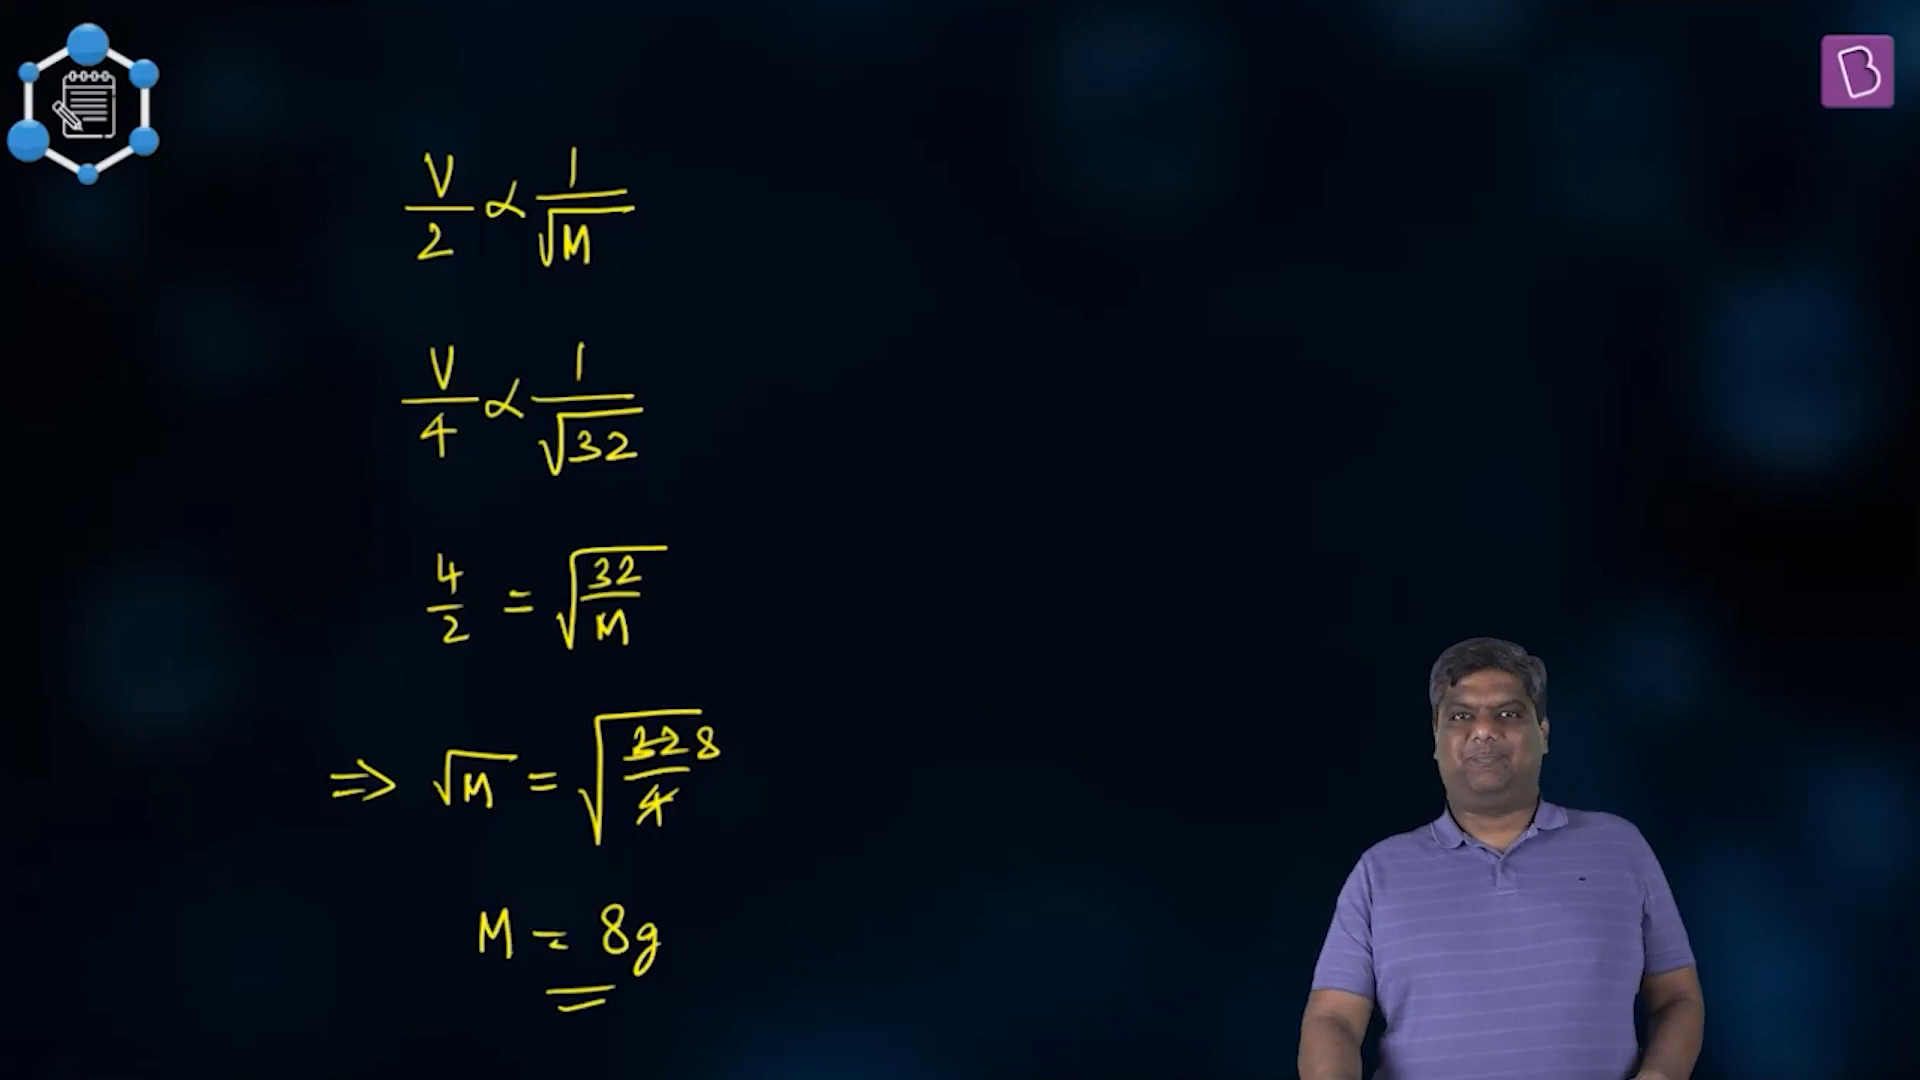 V/2 ∝ 1/√M
V/4 ∝ 1/√32
4/2 = √(32/M)
⇒ √M = √(32/4) 8
M = 8g
B